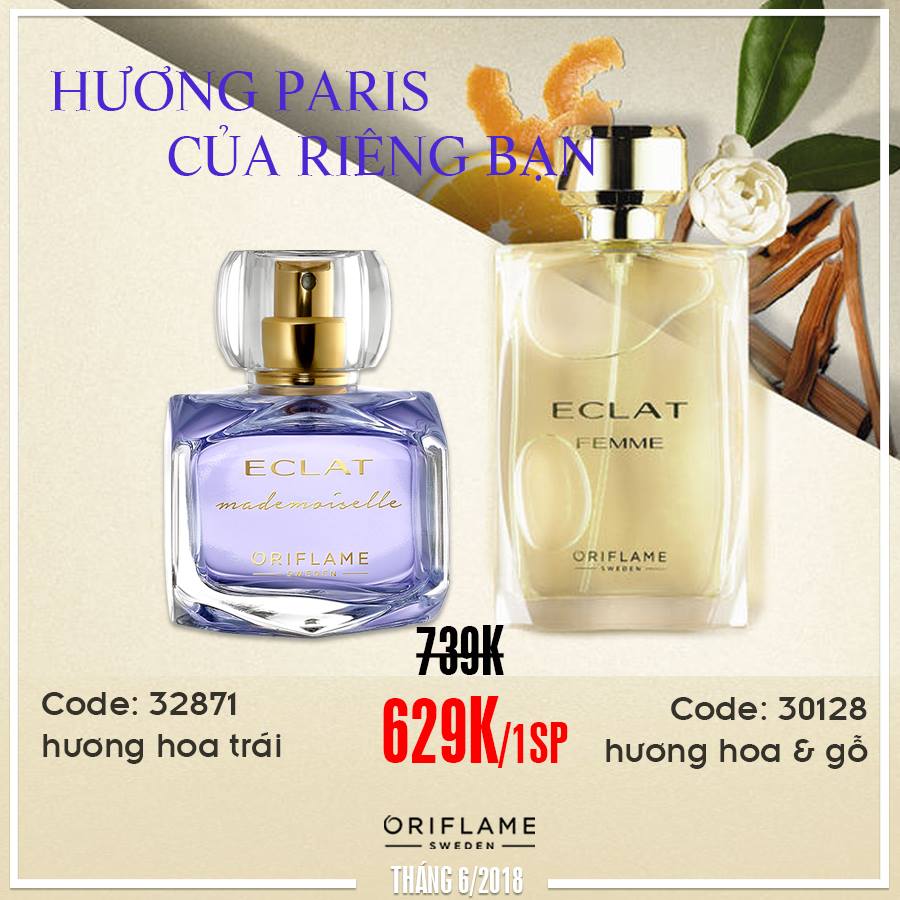 HƯƠNG PARIS
CỦA RIÊNG BẠN
ECLAT
mademoiselle
ORIFLAME
SWEDEN
ECLAT
FEMME
ORIFLAME
SWEDEN
739K
629K/1SP
Code: 32871
hương hoa trái
Code: 30128
hương hoa & gỗ
ORIFLAME
SWEDEN
THÁNG 6/2018